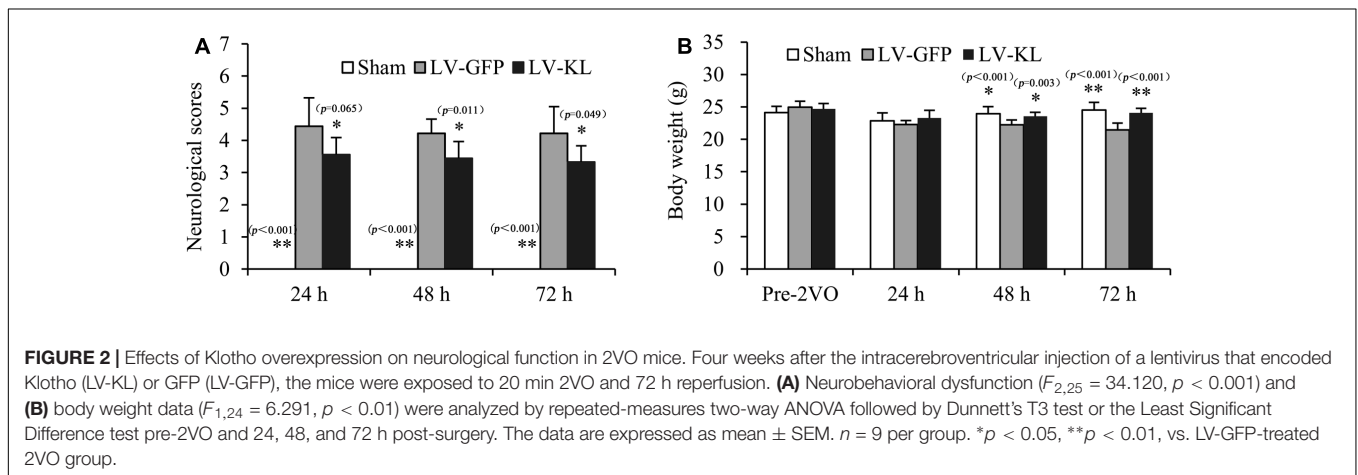 A
7
6
5
4
3
2
1
0
Neurological scores
Sham LV-GFP LV-KL
(p=0.065)
*
(p=0.011)
*
(p=0.049)
*
(p<0.001)
**
(p<0.001)
**
(p<0.001)
**
24 h 48 h 72 h
B
35
30
25
20
15
10
5
0
Body weight (g)
Sham LV-GFP LV-KL
(p<0.001)
*
(p=0.003)
*
(p<0.001)
**
(p<0.001)
**
Pre-2VO 24 h 48 h 72 h
FIGURE 2 | Effects of Klotho overexpression on neurological function in 2VO mice. Four weeks after the intracerebroventricular injection of a lentivirus that encoded
Klotho (LV-KL) or GFP (LV-GFP), the mice were exposed to 20 min 2VO and 72 h reperfusion. (A) Neurobehavioral dysfunction (F2,25 = 34.120, p < 0.001) and
(B) body weight data (F1,24 = 6.291, p < 0.01) were analyzed by repeated-measures two-way ANOVA followed by Dunnett's T3 test or the Least Significant
Difference test pre-2VO and 24, 48, and 72 h post-surgery. The data are expressed as mean ± SEM. n = 9 per group. *p < 0.05, **p < 0.01, vs. LV-GFP-treated
2VO group.